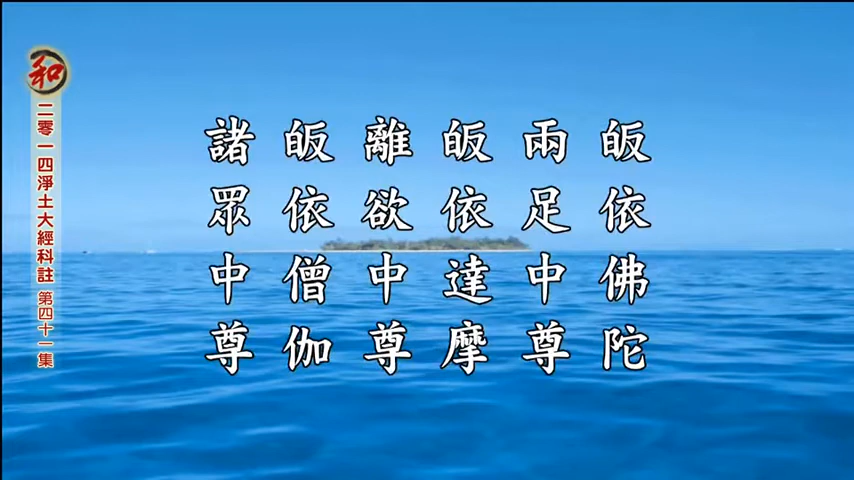 皈依佛陀
兩足中尊
皈依達摩
離欲中尊
皈依僧伽
諸眾中尊
和
二零一四淨土大經科註 第四十一集